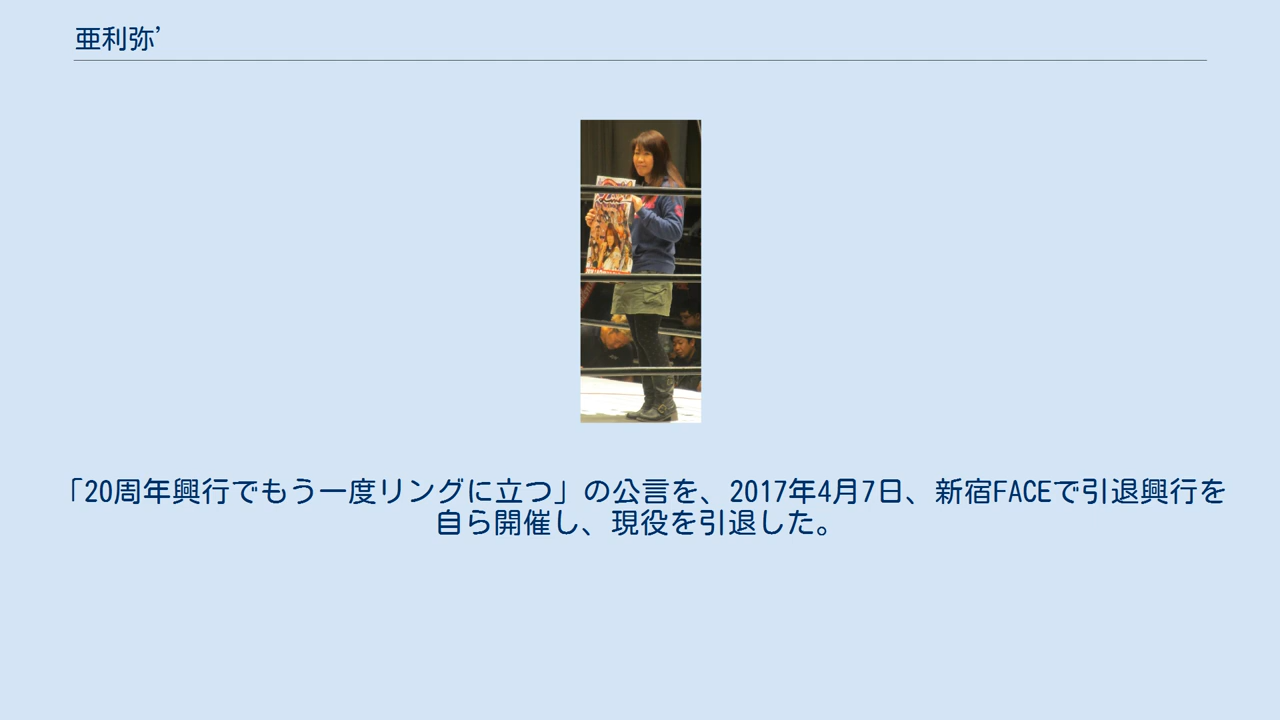 亜利弥’
「20周年興行でもう一度リングに立つ」の公言を、2017年4月7日、新宿FACEで引退興行を
自ら開催し、現役を引退した。